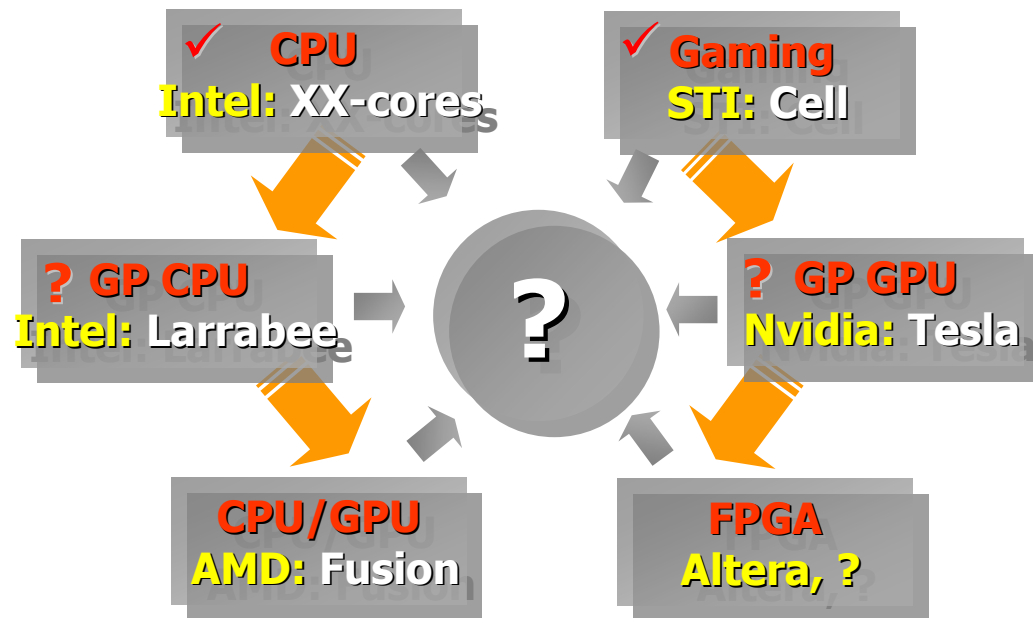 ✓ CPU
Intel: XX-cores
✓ Gaming
STI: Cell
? GP CPU
Intel: Larrabee
?
? GP GPU
Nvidia: Tesla
CPU/GPU
AMD: Fusion
FPGA
Altera, ?